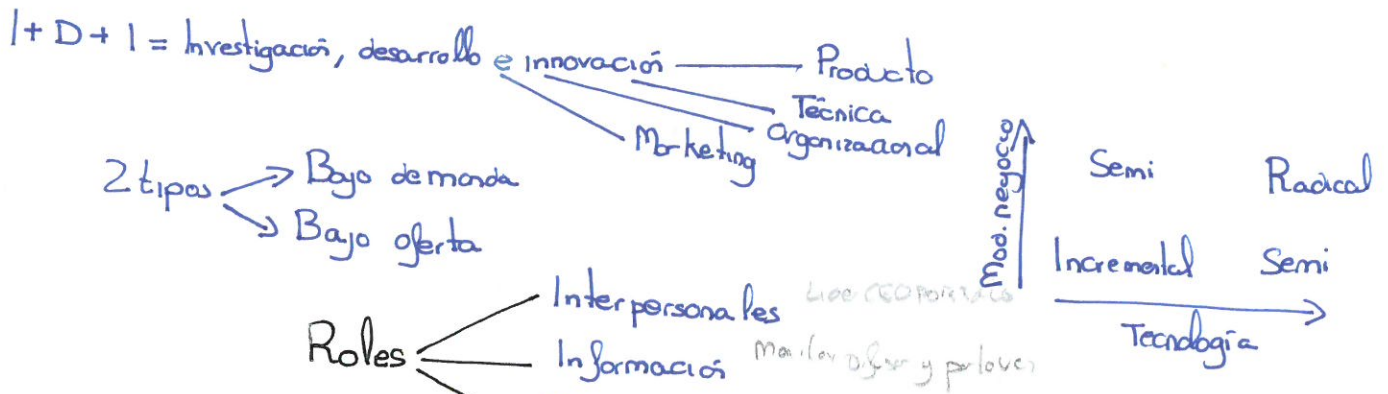 I + D + I = Investigación, desarrollo e innovación Producto
Técnica
Organizacional
Marketing
2 tipos
Bajo demanda
Bajo oferta
Mod. negocio
Semi Radical
Incremental Semi
Tecnología
Roles
Interpersonales
Información y